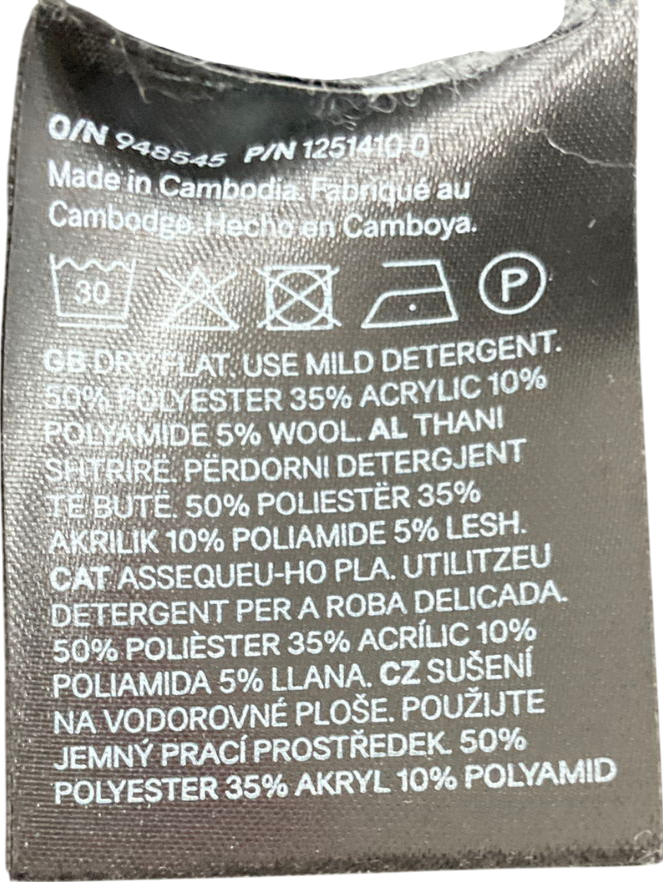 O/N 948545 P/N 1251410-0
Made in Cambodia. Fabriqué au
Cambodge. Hecho en Camboya.
30 P
GB DRY FLAT. USE MILD DETERGENT.
50% POLYESTER 35% ACRYLIC 10%
POLYAMIDE 5% WOOL. AL THANI
SHTRIRË. PËRDORNI DETERGJENT
TË BUTË. 50% POLIESTËR 35%
AKRILIK 10% POLIAMIDE 5% LESH.
CAT ASSEQUEU-HO PLA. UTILITZEU
DETERGENT PER A ROBA DELICADA.
50% POLIÈSTER 35% ACRÍLIC 10%
POLIAMIDA 5% LLANA. CZ SUŠENÍ
NA VODOROVNÉ PLOŠE. POUŽIJTE
JEMNÝ PRACÍ PROSTŘEDEK. 50%
POLYESTER 35% AKRYL 10% POLYAMID